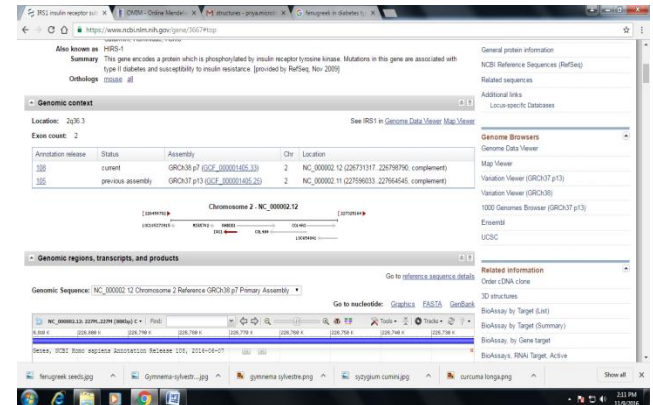 IRS1 insulin receptor sub
OMIM - Online Mendeli
structures - priya.micro
fenugreek in diabetes ty
https://www.ncbi.nlm.nih.gov/gene/3667#top
Also known as HIRS-1
Summary This gene encodes a protein which is phosphorylated by insulin receptor tyrosine kinase. Mutations in this gene are associated with
type II diabetes and susceptibility to insulin resistance. [provided by RefSeq, Nov 2009]
Orthologs mouse all
Genomic context
Location: 2q36.3
See IRS1 in Genome Data Viewer Map Viewer
Exon count: 2
Annotation release Status Assembly Chr Location
108 current GRCh38.p7 (GCF_000001405.33) 2 NC_000002.12 (226731317..226798790, complement)
105 previous assembly GRCh37.p13 (GCF_000001405.25) 2 NC_000002.11 (227596033..227664545, complement)
Chromosome 2 - NC_000002.12
Genomic regions, transcripts, and products
Go to reference sequence details
Genomic Sequence: NC_000002.12 Chromosome 2 Reference GRCh38.p7 Primary Assembly
Go to nucleotide: Graphics FASTA GenBank
Find:
Tools
Tracks
Genes, NCBI Homo sapiens Annotation Release 108, 2016-06-07
General protein information
NCBI Reference Sequences (RefSeq)
Related sequences
Additional links
Locus-specific Databases
Genome Browsers
Genome Data Viewer
Map Viewer
Variation Viewer (GRCh37.p13)
Variation Viewer (GRCh38)
1000 Genomes Browser (GRCh37.p13)
Ensembl
UCSC
Related information
Order cDNA clone
3D structures
BioAssay by Target (List)
BioAssay by Target (Summary)
BioAssay, by Gene target
BioAssays, RNAi Target, Active
fenugreek seeds.jpg
Gymnema-sylvestr....jpg
gymnema sylvestre.png
syzygium cumini.jpg
curcuma longa.png
Show all
2:11 PM
11/9/2016